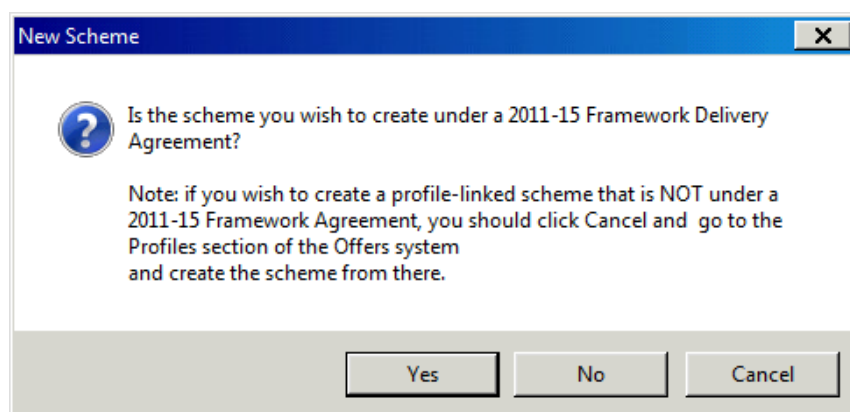 New Scheme
Is the scheme you wish to create under a 2011-15 Framework Delivery
Agreement?
Note: if you wish to create a profile-linked scheme that is NOT under a
2011-15 Framework Agreement, you should click Cancel and  go to the
Profiles section of the Offers system
and create the scheme from there.
Yes
No
Cancel